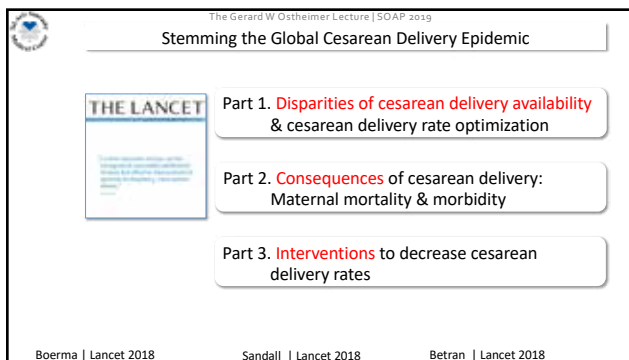 The Gerard W Ostheimer Lecture | SOAP 2019
Stemming the Global Cesarean Delivery Epidemic
THE LANCET
Part 1. Disparities of cesarean delivery availability
& cesarean delivery rate optimization
Part 2. Consequences of cesarean delivery:
Maternal mortality & morbidity
Part 3. Interventions to decrease cesarean
delivery rates
Boerma | Lancet 2018
Sandall | Lancet 2018
Betran | Lancet 2018